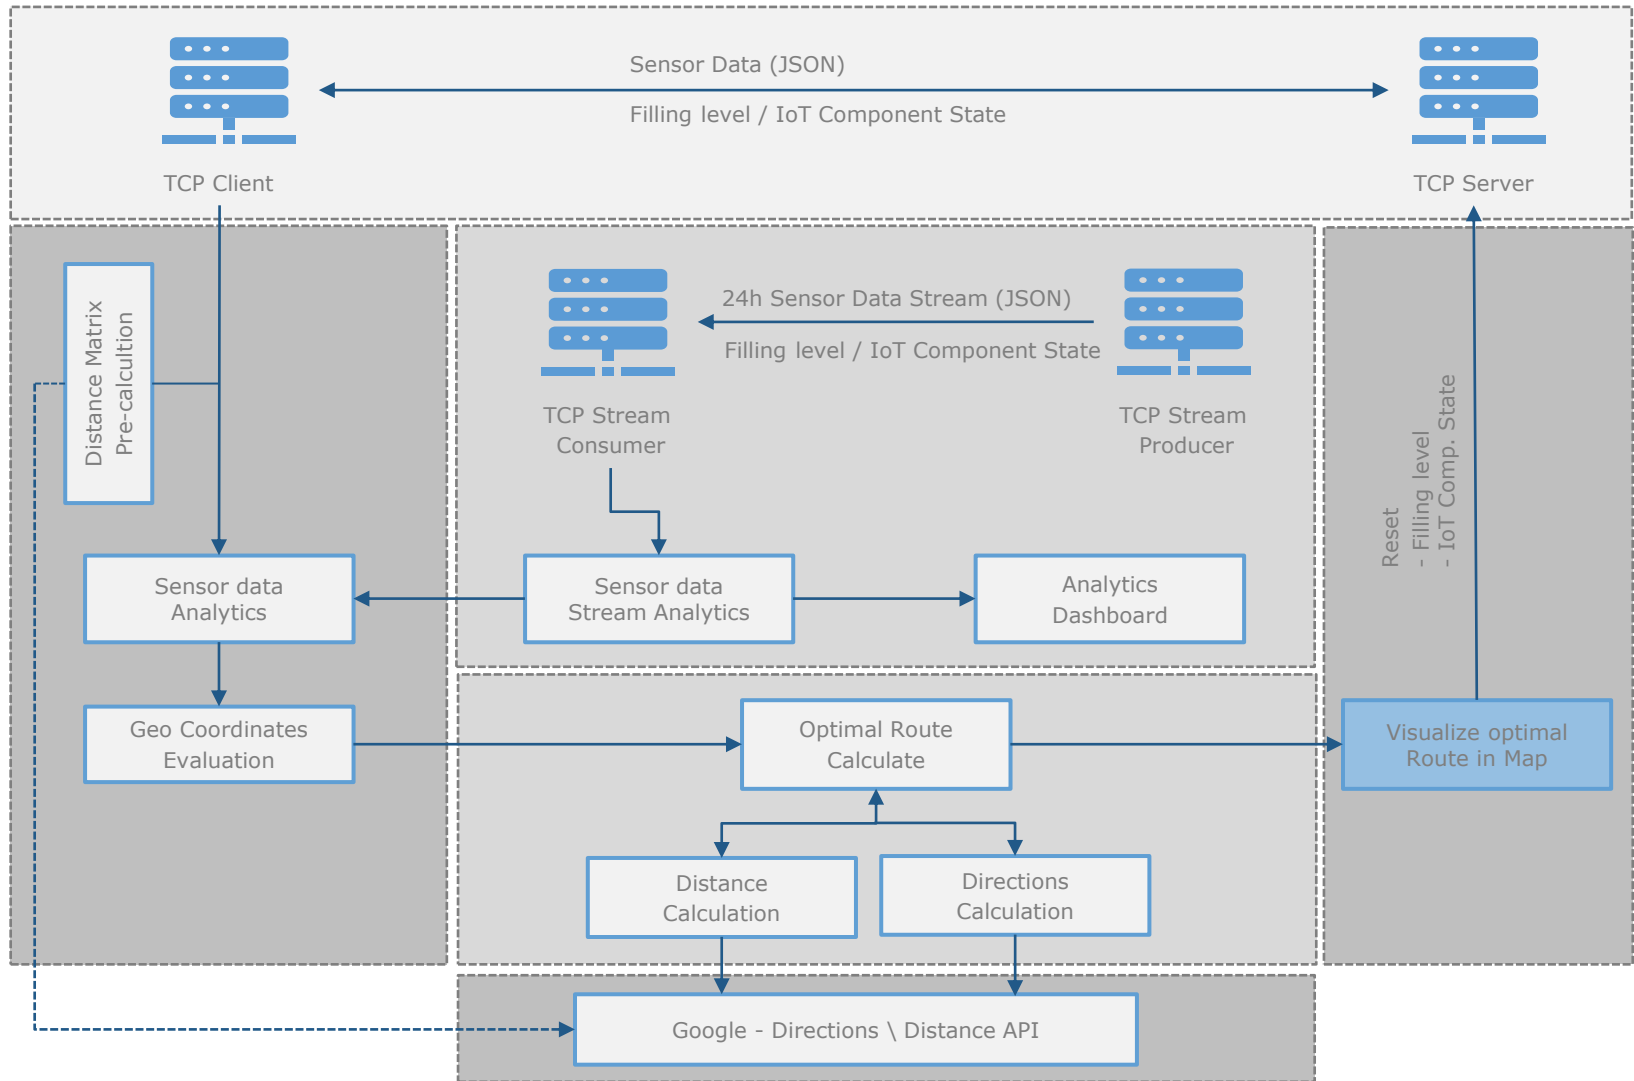 Sensor Data (JSON)
Filling level / IoT Component State
TCP Client
TCP Server
Distance Matrix
Pre-calcultion
24h Sensor Data Stream (JSON)
Filling level / IoT Component State
TCP Stream
Consumer
TCP Stream
Producer
Reset
- Filling level
- IoT Comp. State
Sensor data
Analytics
Sensor data
Stream Analytics
Analytics
Dashboard
Geo Coordinates
Evaluation
Optimal Route
Calculate
Visualize optimal
Route in Map
Distance
Calculation
Directions
Calculation
Google - Directions \ Distance API